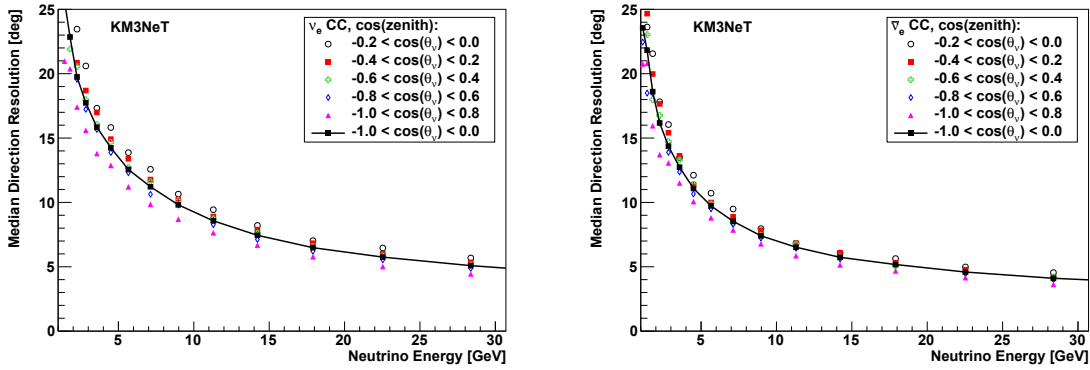 Median Direction Resolution [deg]
25
20
15
10
5
0
KM3NeT
νe CC, cos(zenith):
-0.2 < cos(θν) < 0.0
-0.4 < cos(θν) < 0.2
-0.6 < cos(θν) < 0.4
-0.8 < cos(θν) < 0.6
-1.0 < cos(θν) < 0.8
-1.0 < cos(θν) < 0.0
5 10 15 20 25 30
Neutrino Energy [GeV]
Median Direction Resolution [deg]
25
20
15
10
5
0
KM3NeT
ν̅e CC, cos(zenith):
-0.2 < cos(θν) < 0.0
-0.4 < cos(θν) < 0.2
-0.6 < cos(θν) < 0.4
-0.8 < cos(θν) < 0.6
-1.0 < cos(θν) < 0.8
-1.0 < cos(θν) < 0.0
5 10 15 20 25 30
Neutrino Energy [GeV]